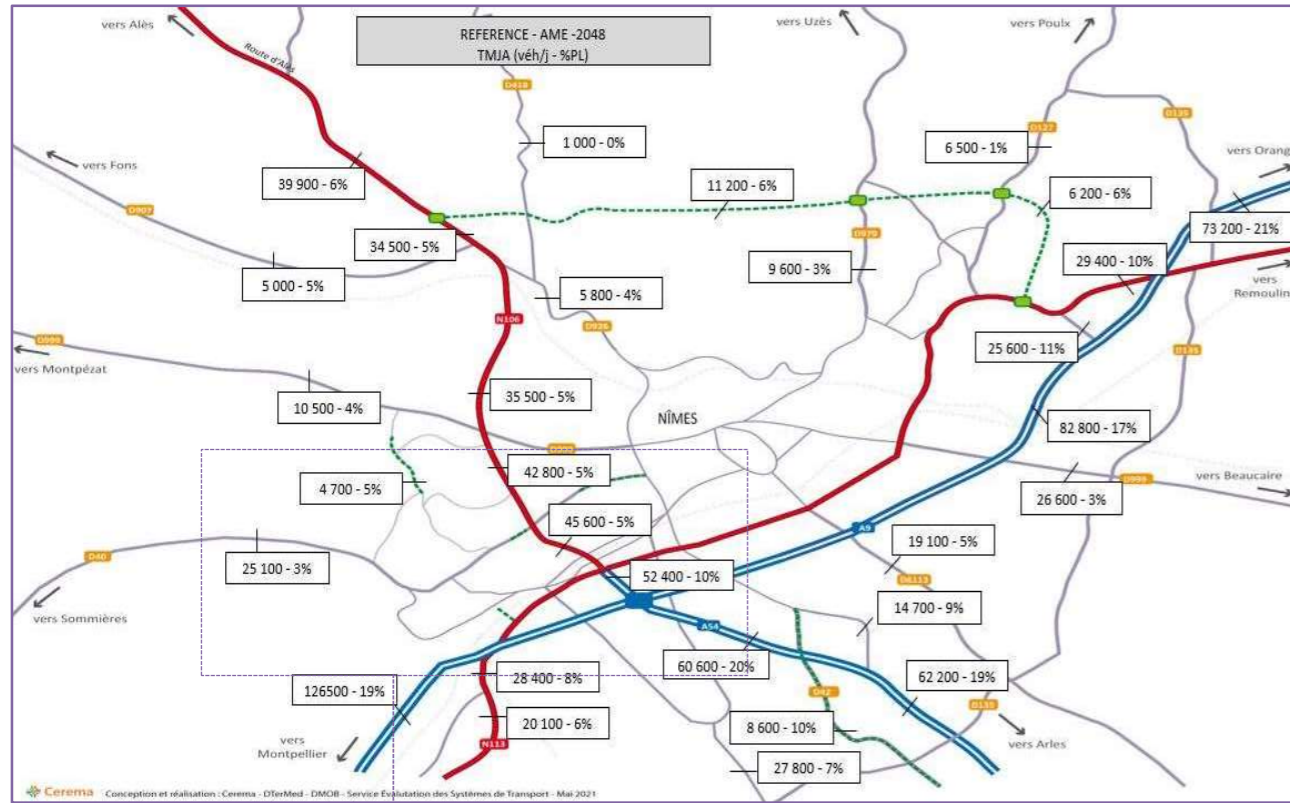 vers Alès
REFERENCE - AME -2048
TMJA (véh/j - %PL)
vers Uzès
vers Poulx
Route d'Alès
D418
1 000 - 0%
D127
D135
6 500 - 1%
vers Orang
vers Fons
39 900 - 6%
11 200 - 6%
6 200 - 6%
D907
73 200 - 21%
34 500 - 5%
D979
29 400 - 10%
5 000 - 5%
9 600 - 3%
vers
Remoulin
5 800 - 4%
N106
D926
D999
25 600 - 11%
D135
vers Montpézat
35 500 - 5%
10 500 - 4%
NÎMES
82 800 - 17%
42 800 - 5%
4 700 - 5%
D999
vers Beaucaire
26 600 - 3%
45 600 - 5%
A9
D40
19 100 - 5%
25 100 - 3%
52 400 - 10%
D6113
14 700 - 9%
vers Sommières
A54
60 600 - 20%
28 400 - 8%
62 200 - 19%
126500 - 19%
D42
D135
20 100 - 6%
8 600 - 10%
vers
Montpellier
N113
vers Arles
27 800 - 7%
Cerema Conception et réalisation : Cerema - DTerMed - DMOB - Service Évalutation des Systèmes de Transport - Mai 2021